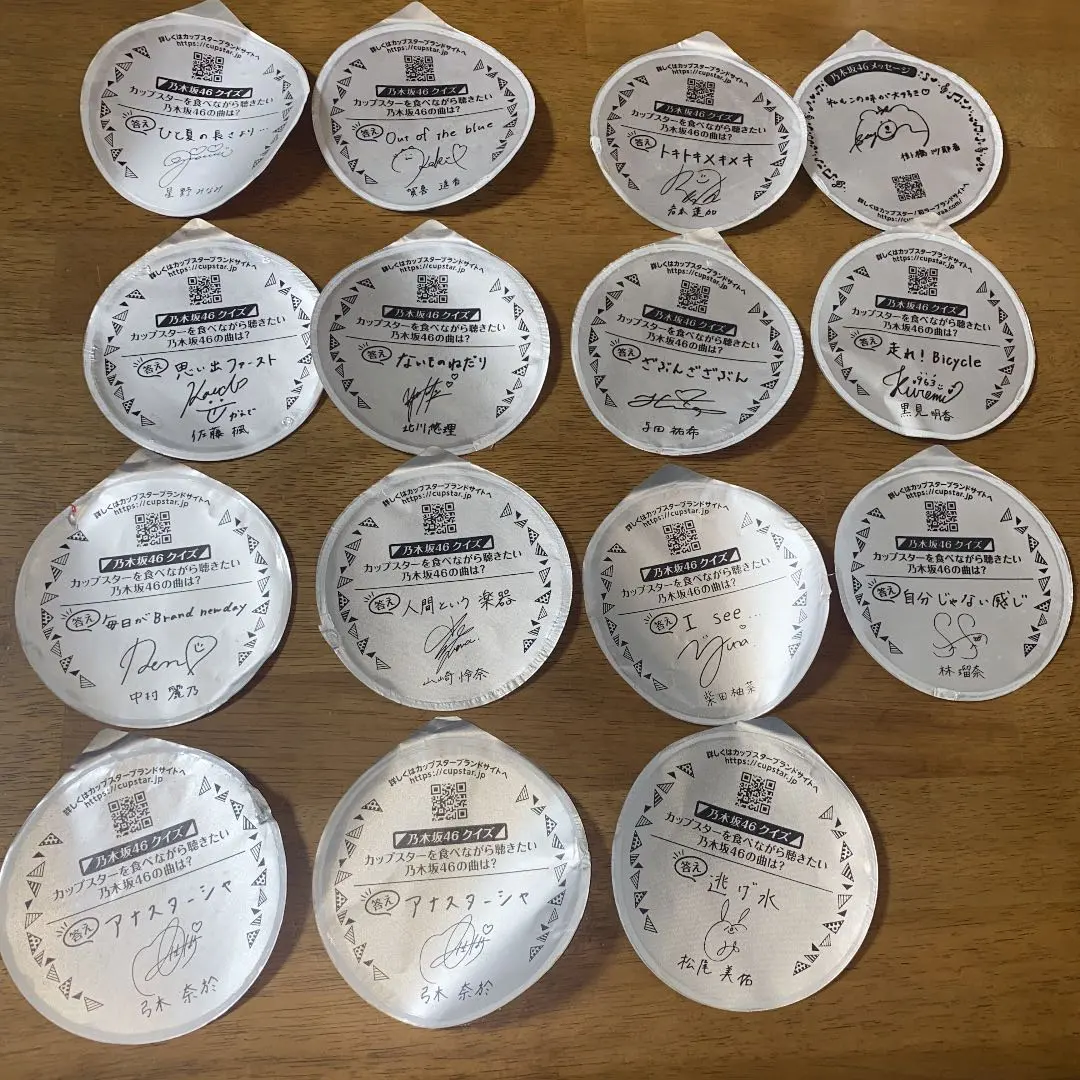 詳しくはカップスターブランドサイトへ
https://cupstar.jp
乃木坂46 クイズ
カップスターを食べながら聴きたい
乃木坂46の曲は?
答え ひと夏の長さより…
星野みなみ
詳しくはカップスターブランドサイトへ
https://cupstar.jp
乃木坂46 クイズ
カップスターを食べながら聴きたい
乃木坂46の曲は?
答え Out of the blue
賀喜 遥香
詳しくはカップスターブランドサイトへ
https://cupstar.jp
乃木坂46 クイズ
カップスターを食べながら聴きたい
乃木坂46の曲は?
答え トキトキメキメキ
岩本蓮加
乃木坂46 メッセージ
詳しくはカップスター
詳しくはカップスターブランドサイトへ
https://cupstar.jp
乃木坂46 クイズ
カップスターを食べながら聴きたい
乃木坂46の曲は?
答え 思い出ファースト
かえで
佐藤 楓
詳しくはカップスターブランドサイトへ
https://cupstar.jp
乃木坂46 クイズ
カップスターを食べながら聴きたい
乃木坂46の曲は?
答え ないものねだり
北川悠理
詳しくはカップスターブランドサイトへ
https://cupstar.jp
乃木坂46 クイズ
カップスターを食べながら聴きたい
乃木坂46の曲は?
答え ざぶんざざぶん
与田 祐希
詳しくはカップスターブランドサイトへ
https://cupstar.jp
乃木坂46 クイズ
カップスターを食べながら聴きたい
乃木坂46の曲は?
答え 走れ! Bicycle
963
Kuromi
黒見 明香
詳しくはカップスターブランドサイトへ
https://cupstar.jp
乃木坂46 クイズ
カップスターを食べながら聴きたい
乃木坂46の曲は?
答え 毎日がBrand new day
Reno
中村 麗乃
詳しくはカップスターブランドサイトへ
https://cupstar.jp
乃木坂46 クイズ
カップスターを食べながら聴きたい
乃木坂46の曲は?
答え 人間という 楽器
山崎 怜奈
詳しくはカップスターブランドサイトへ
https://cupstar.jp
乃木坂46 クイズ
カップスターを食べながら聴きたい
乃木坂46の曲は?
答え I see…
Yuna.
柴田柚菜
詳しくはカップスターブランドサイトへ
https://cupstar.jp
乃木坂46 クイズ
カップスターを食べながら聴きたい
乃木坂46の曲は?
答え 自分じゃない感じ
林 瑠奈
詳しくはカップスターブランドサイトへ
https://cupstar.jp
乃木坂46 クイズ
カップスターを食べながら聴きたい
乃木坂46の曲は?
答え アナスターシャ
弓木 奈於
詳しくはカップスターブランドサイトへ
https://cupstar.jp
乃木坂46 クイズ
カップスターを食べながら聴きたい
乃木坂46の曲は?
答え アナスターシャ
弓木 奈於
詳しくはカップスターブランドサイトへ
https://cupstar.jp
乃木坂46 クイズ
カップスターを食べながら聴きたい
乃木坂46の曲は?
答え 逃げ水
松尾 美佑